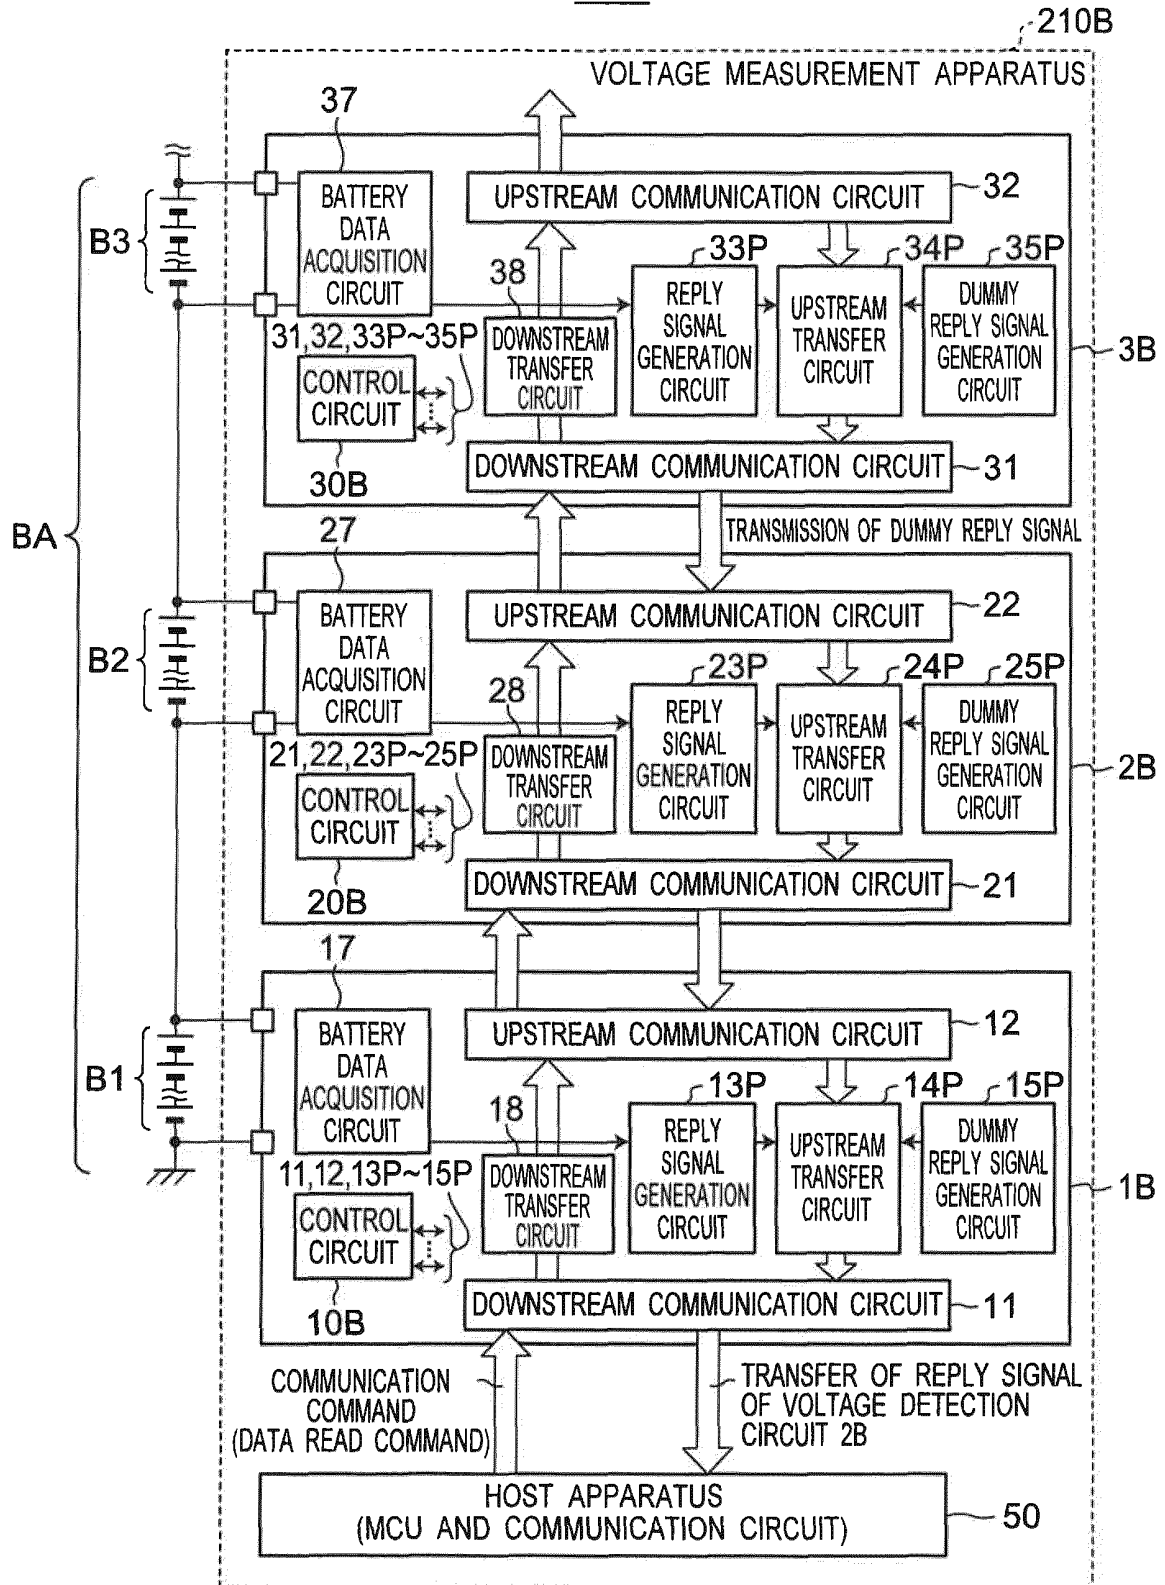 210B
VOLTAGE MEASUREMENT APPARATUS
37
BATTERY
DATA
ACQUISITION
CIRCUIT
UPSTREAM COMMUNICATION CIRCUIT
32
B3
33P
34P
35P
38
REPLY
SIGNAL
GENERATION
CIRCUIT
UPSTREAM
TRANSFER
CIRCUIT
DUMMY
REPLY SIGNAL
GENERATION
CIRCUIT
DOWNSTREAM
TRANSFER
CIRCUIT
3B
31,32,33P~35P
CONTROL
CIRCUIT
30B
DOWNSTREAM COMMUNICATION CIRCUIT
31
BA
TRANSMISSION OF DUMMY REPLY SIGNAL
27
BATTERY
DATA
ACQUISITION
CIRCUIT
UPSTREAM COMMUNICATION CIRCUIT
22
B2
23P
24P
25P
28
REPLY
SIGNAL
GENERATION
CIRCUIT
UPSTREAM
TRANSFER
CIRCUIT
DUMMY
REPLY SIGNAL
GENERATION
CIRCUIT
DOWNSTREAM
TRANSFER
CIRCUIT
2B
21,22,23P~25P
CONTROL
CIRCUIT
20B
DOWNSTREAM COMMUNICATION CIRCUIT
21
17
BATTERY
DATA
ACQUISITION
CIRCUIT
UPSTREAM COMMUNICATION CIRCUIT
12
B1
13P
14P
15P
18
REPLY
SIGNAL
GENERATION
CIRCUIT
UPSTREAM
TRANSFER
CIRCUIT
DUMMY
REPLY SIGNAL
GENERATION
CIRCUIT
DOWNSTREAM
TRANSFER
CIRCUIT
1B
11,12,13P~15P
CONTROL
CIRCUIT
10B
DOWNSTREAM COMMUNICATION CIRCUIT
11
COMMUNICATION
COMMAND
(DATA READ COMMAND)
TRANSFER OF REPLY SIGNAL
OF VOLTAGE DETECTION
CIRCUIT 2B
HOST APPARATUS
(MCU AND COMMUNICATION CIRCUIT)
50